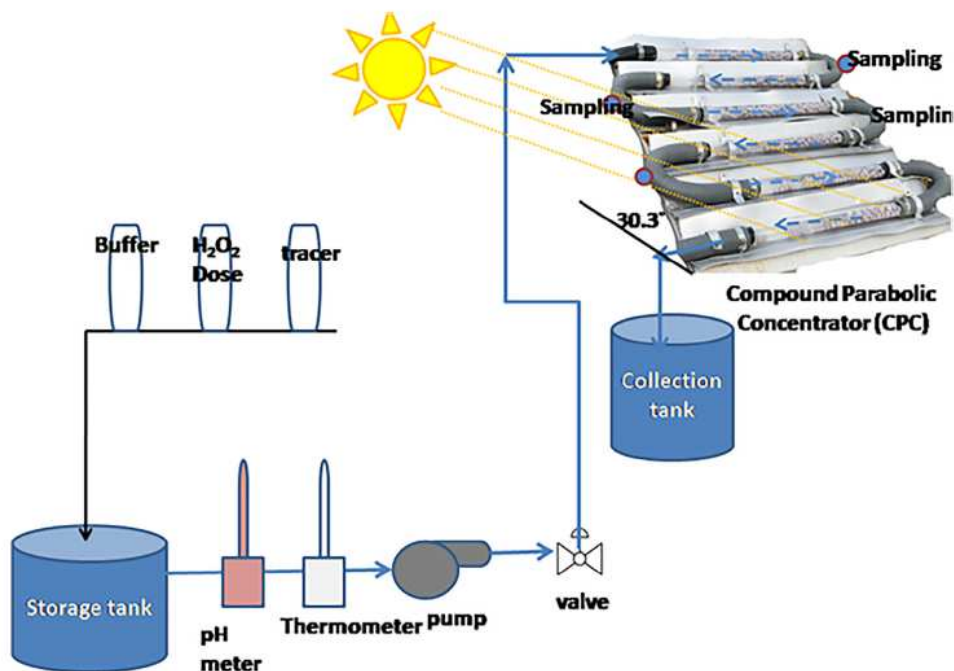 Sampling
Sampling
Samplin
30.3°
Compound Parabolic
Concentrator (CPC)
Buffer
H₂O₂
Dose
tracer
Collection
tank
Storage tank
pH
meter
Thermometer
pump
valve